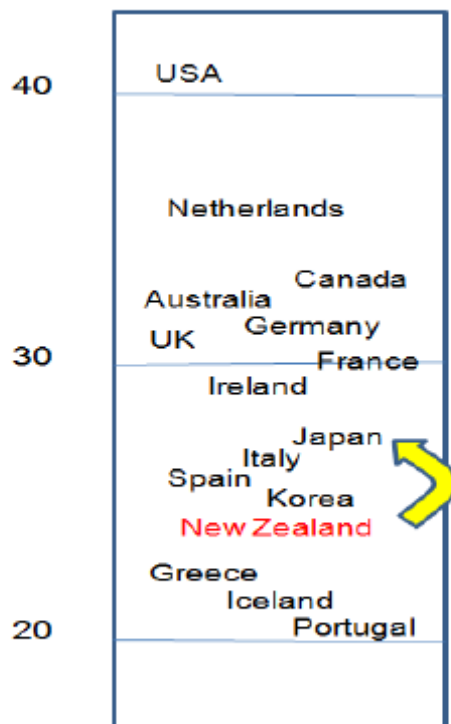 40
USA
Netherlands
Canada
Australia
Germany
UK
30
France
Ireland
Japan
Italy
Spain
Korea
New Zealand
Greece
Iceland
20
Portugal